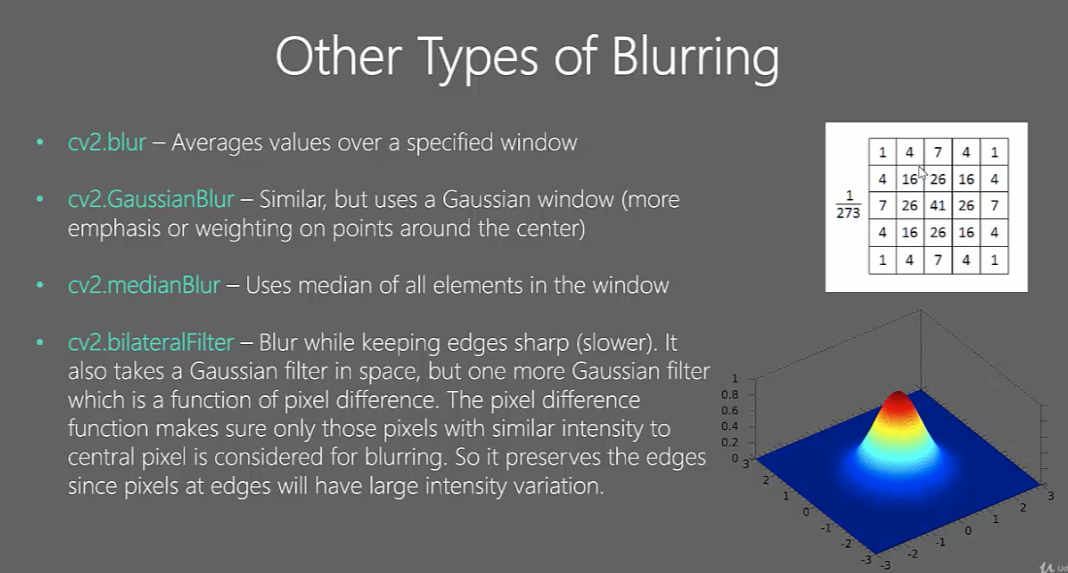 Other Types of Blurring
• cv2.blur – Averages values over a specified window
• cv2.GaussianBlur – Similar, but uses a Gaussian window (more
emphasis or weighting on points around the center)
• cv2.medianBlur – Uses median of all elements in the window
• cv2.bilateralFilter – Blur while keeping edges sharp (slower). It
also takes a Gaussian filter in space, but one more Gaussian filter
which is a function of pixel difference. The pixel difference
function makes sure only those pixels with similar intensity to
central pixel is considered for blurring. So it preserves the edges
since pixels at edges will have large intensity variation.
1 4 7 4 1
4 16 26 16 4
1
273
7 26 41 26 7
4 16 26 16 4
1 4 7 4 1
1
0.8
0.6
0.4
0.2
0
3
2
1
0
-1
-2
-3
-3
-2
-1
0
1
2
3